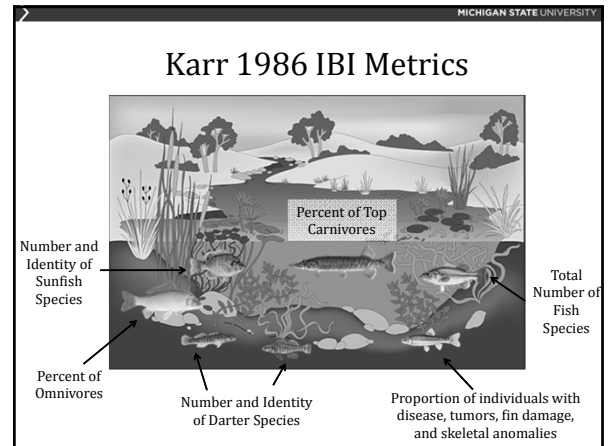 MICHIGAN STATE UNIVERSITY
Karr 1986 IBI Metrics
Percent of Top
Carnivores
Number and
Identity of
Sunfish
Species
Total
Number of
Fish
Species
Percent of
Omnivores
Number and Identity
of Darter Species
Proportion of individuals with
disease, tumors, fin damage,
and skeletal anomalies